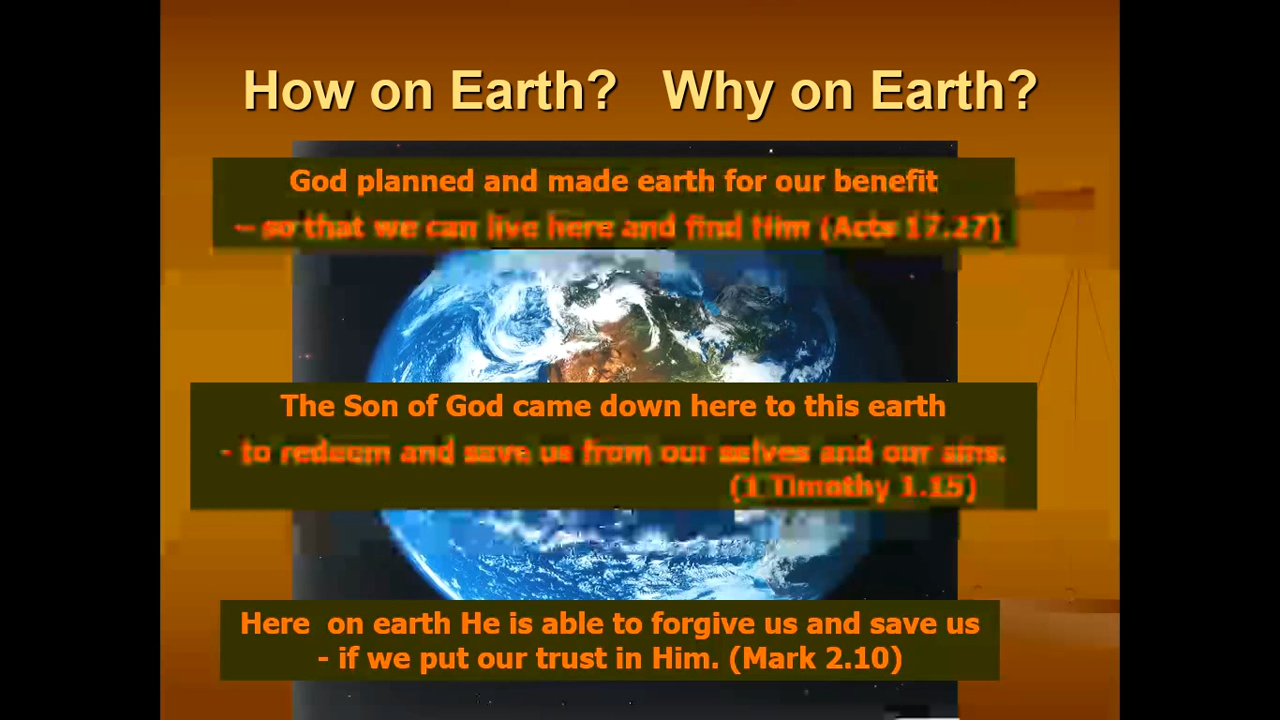 How on Earth? Why on Earth?
God planned and made earth for our benefit
– so that we can live here and find Him (Acts 17.27)
The Son of God came down here to this earth
- to redeem and save us from our selves and our sins.
(1 Timothy 1.15)
Here on earth He is able to forgive us and save us
- if we put our trust in Him. (Mark 2.10)